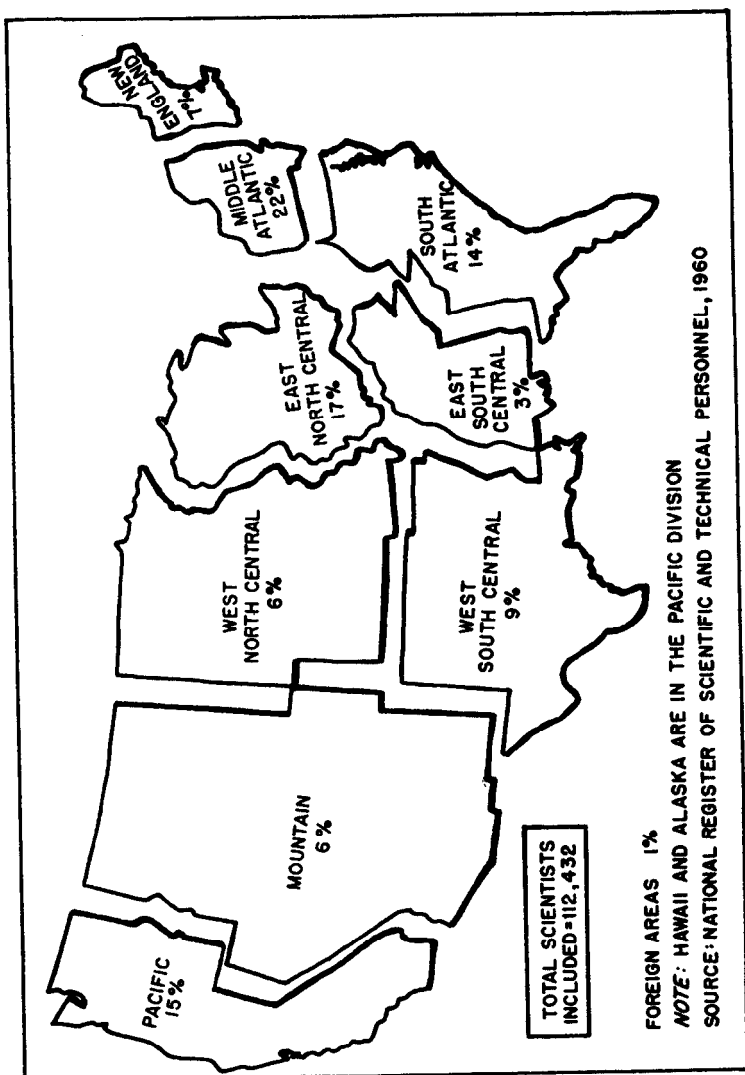 PACIFIC
15%
MOUNTAIN
6%
WEST
NORTH CENTRAL
6%
WEST
SOUTH CENTRAL
9%
EAST
NORTH CENTRAL
17%
EAST
SOUTH
CENTRAL
3%
SOUTH
ATLANTIC
14%
MIDDLE
ATLANTIC
22%
NEW
ENGLAND
7%
TOTAL SCIENTISTS
INCLUDED=112,432
FOREIGN AREAS 1%
NOTE: HAWAII AND ALASKA ARE IN THE PACIFIC DIVISION
SOURCE: NATIONAL REGISTER OF SCIENTIFIC AND TECHNICAL PERSONNEL, 1960